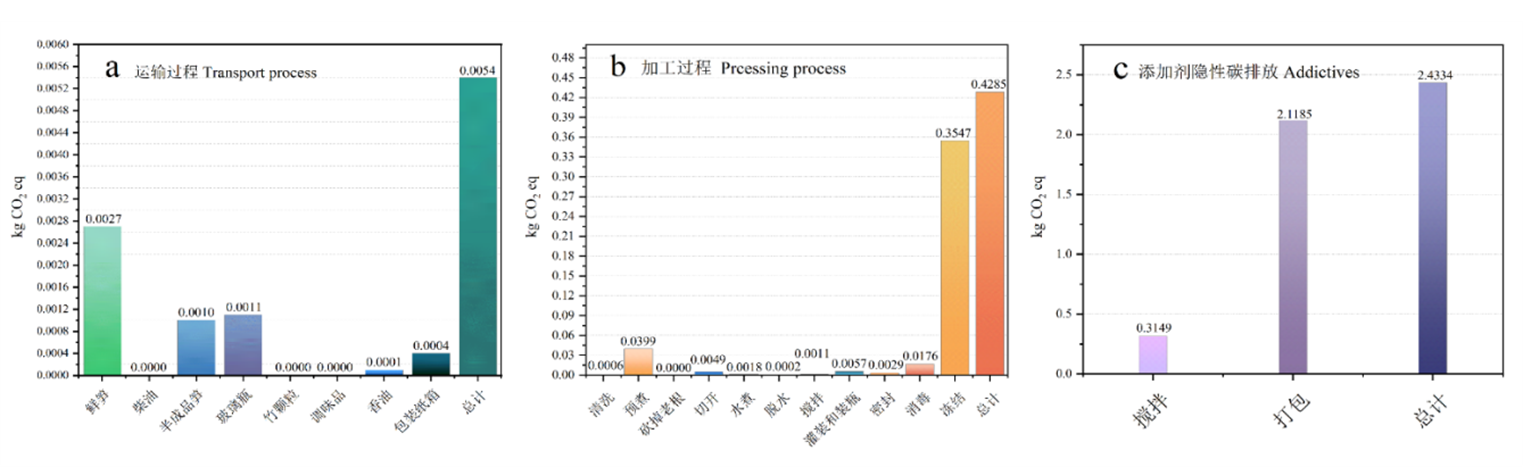 a 运输过程 Transport process
kg CO2 eq
0.0060
0.0056
0.0052
0.0048
0.0044
0.0040
0.0036
0.0032
0.0028
0.0024
0.0020
0.0016
0.0012
0.0008
0.0004
0.0000
0.0027
0.0000
0.0010
0.0011
0.0000
0.0000
0.0001
0.0004
0.0054
鲜笋
柴油
半成品笋
玻璃瓶
竹颗粒
调味品
香油
包装纸箱
总计
b 加工过程 Prcessing process
kg CO2 eq
0.48
0.45
0.42
0.39
0.36
0.33
0.30
0.27
0.24
0.21
0.18
0.15
0.12
0.09
0.06
0.03
0.00
0.0006
0.0399
0.0000
0.0049
0.0018
0.0002
0.0011
0.0057
0.0029
0.0176
0.3547
0.4285
清洗
预煮
砍掉老根
切开
水煮
脱水
搅拌
灌装和装瓶
密封
消毒
冻结
总计
c 添加剂隐性碳排放 Addictives
kg CO2 eq
2.5
2.0
1.5
1.0
0.5
0.0
0.3149
2.1185
2.4334
搅拌
打包
总计